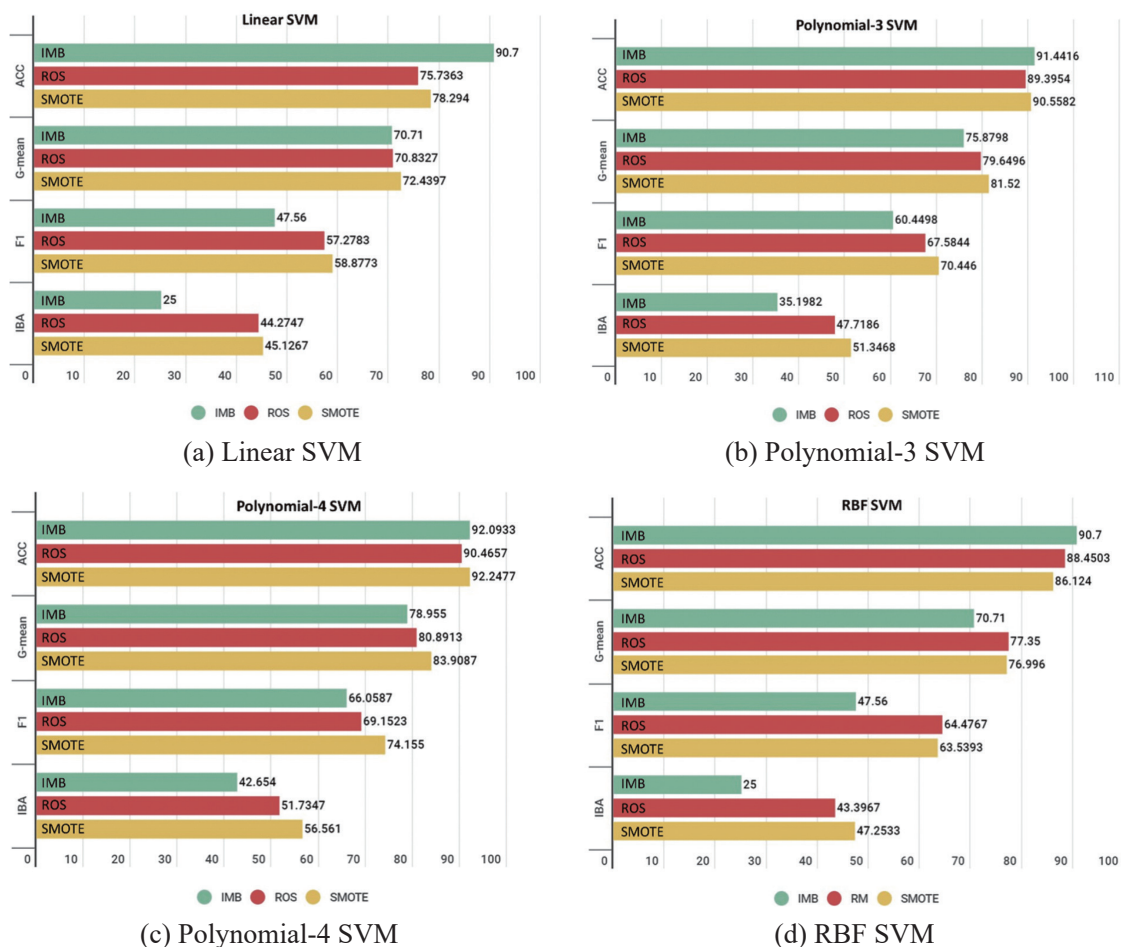 Linear SVM
ACC
IMB 90.7
ROS 75.7363
SMOTE 78.294
G-mean
IMB 70.71
ROS 70.8327
SMOTE 72.4397
F1
IMB 47.56
ROS 57.2783
SMOTE 58.8773
IBA
IMB 25
ROS 44.2747
SMOTE 45.1267
0 10 20 30 40 50 60 70 80 90 100
IMB ROS SMOTE
(a) Linear SVM
Polynomial-3 SVM
ACC
IMB 91.4416
ROS 89.3954
SMOTE 90.5582
G-mean
IMB 75.8798
ROS 79.6496
SMOTE 81.52
F1
IMB 60.4498
ROS 67.5844
SMOTE 70.446
IBA
IMB 35.1982
ROS 47.7186
SMOTE 51.3468
0 10 20 30 40 50 60 70 80 90 100 110
IMB ROS SMOTE
(b) Polynomial-3 SVM
Polynomial-4 SVM
ACC
IMB 92.0933
ROS 90.4657
SMOTE 92.2477
G-mean
IMB 78.955
ROS 80.8913
SMOTE 83.9087
F1
IMB 66.0587
ROS 69.1523
SMOTE 74.155
IBA
IMB 42.654
ROS 51.7347
SMOTE 56.561
0 10 20 30 40 50 60 70 80 90 100
IMB ROS SMOTE
(c) Polynomial-4 SVM
RBF SVM
ACC
IMB 90.7
ROS 88.4503
SMOTE 86.124
G-mean
IMB 70.71
ROS 77.35
SMOTE 76.996
F1
IMB 47.56
ROS 64.4767
SMOTE 63.5393
IBA
IMB 25
ROS 43.3967
SMOTE 47.2533
0 10 20 30 40 50 60 70 80 90 100
IMB RM SMOTE
(d) RBF SVM